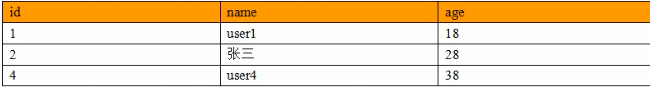 id name age
1 user1 18
2 张三 28
4 user4 38